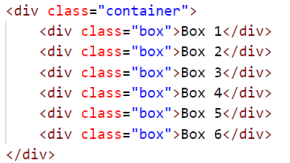 <div class="container">
    <div class="box">Box 1</div>
    <div class="box">Box 2</div>
    <div class="box">Box 3</div>
    <div class="box">Box 4</div>
    <div class="box">Box 5</div>
    <div class="box">Box 6</div>
</div>